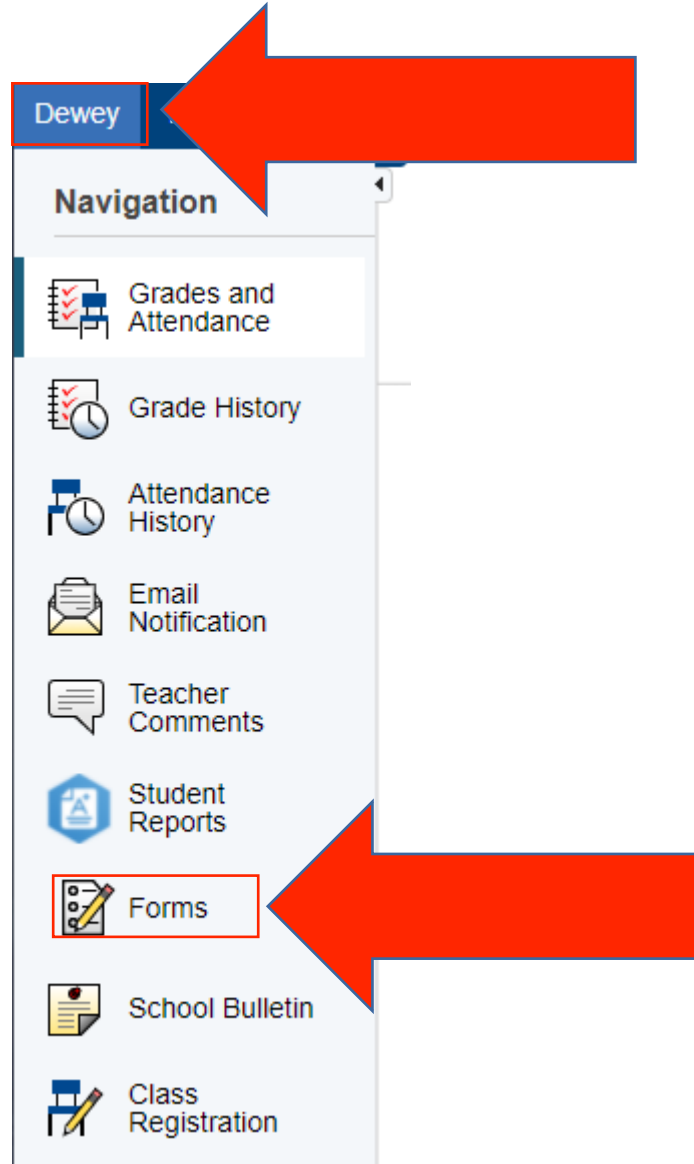 Dewey
Navigation
Grades and
Attendance
Grade History
Attendance
History
Email
Notification
Teacher
Comments
Student
Reports
Forms
School Bulletin
Class
Registration